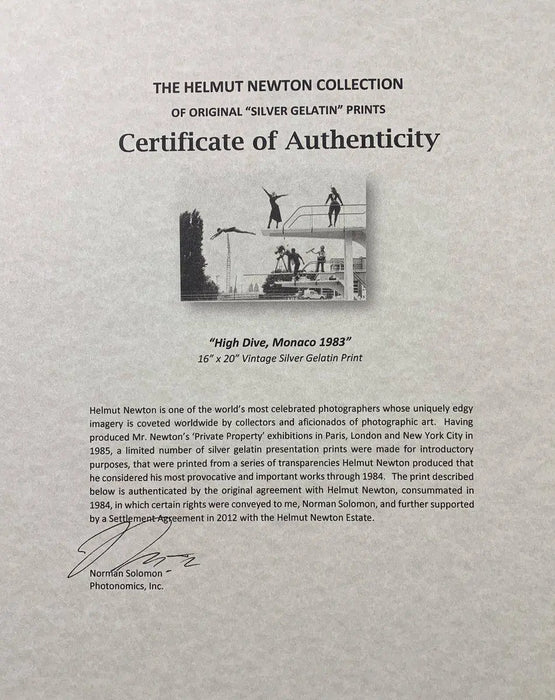 THE HELMUT NEWTON COLLECTION
OF ORIGINAL “SILVER GELATIN” PRINTS
Certificate of Authenticity
“High Dive, Monaco 1983”
16” x 20” Vintage Silver Gelatin Print
Helmut Newton is one of the world’s most celebrated photographers whose uniquely edgy
imagery is coveted worldwide by collectors and aficionados of photographic art. Having
produced Mr. Newton’s ‘Private Property’ exhibitions in Paris, London and New York City in
1985, a limited number of silver gelatin presentation prints were made for introductory
purposes, that were printed from a series of transparencies Helmut Newton produced that
he considered his most provocative and important works through 1984. The print described
below is authenticated by the original agreement with Helmut Newton, consummated in
1984, in which certain rights were conveyed to me, Norman Solomon, and further supported
by a Settlement Agreement in 2012 with the Helmut Newton Estate.
Norman Solomon
Photonomics, Inc.